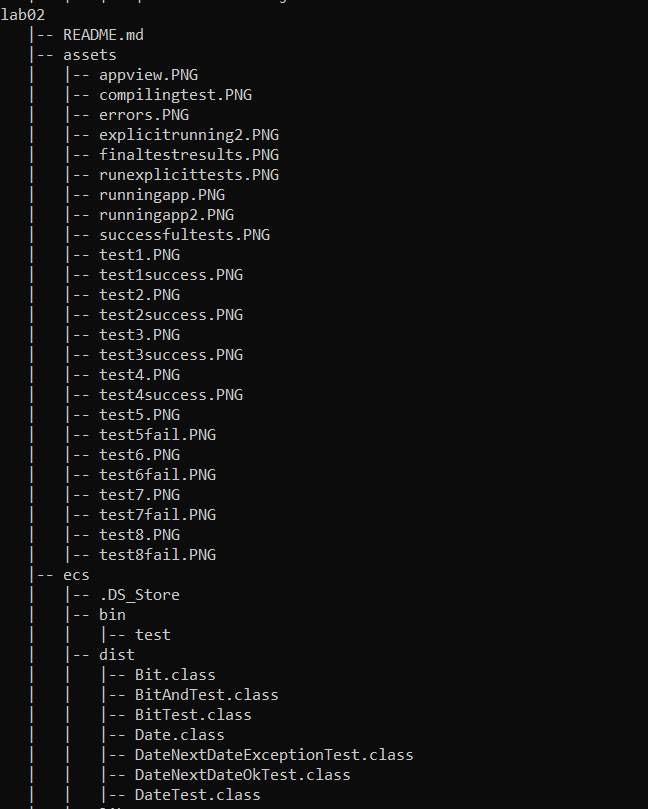 lab02
|-- README.md
|-- assets
|   |-- appview.PNG
|   |-- compilingtest.PNG
|   |-- errors.PNG
|   |-- explicitrunning2.PNG
|   |-- finaltestresults.PNG
|   |-- runexplicittests.PNG
|   |-- runningapp.PNG
|   |-- runningapp2.PNG
|   |-- successfultests.PNG
|   |-- test1.PNG
|   |-- test1success.PNG
|   |-- test2.PNG
|   |-- test2success.PNG
|   |-- test3.PNG
|   |-- test3success.PNG
|   |-- test4.PNG
|   |-- test4success.PNG
|   |-- test5.PNG
|   |-- test5fail.PNG
|   |-- test6.PNG
|   |-- test6fail.PNG
|   |-- test7.PNG
|   |-- test7fail.PNG
|   |-- test8.PNG
|   |-- test8fail.PNG
|-- ecs
|   |-- .DS_Store
|   |-- bin
|   |   |-- test
|   |-- dist
|   |   |-- Bit.class
|   |   |-- BitAndTest.class
|   |   |-- BitTest.class
|   |   |-- Date.class
|   |   |-- DateNextDateExceptionTest.class
|   |   |-- DateNextDateOkTest.class
|   |   |-- DateTest.class